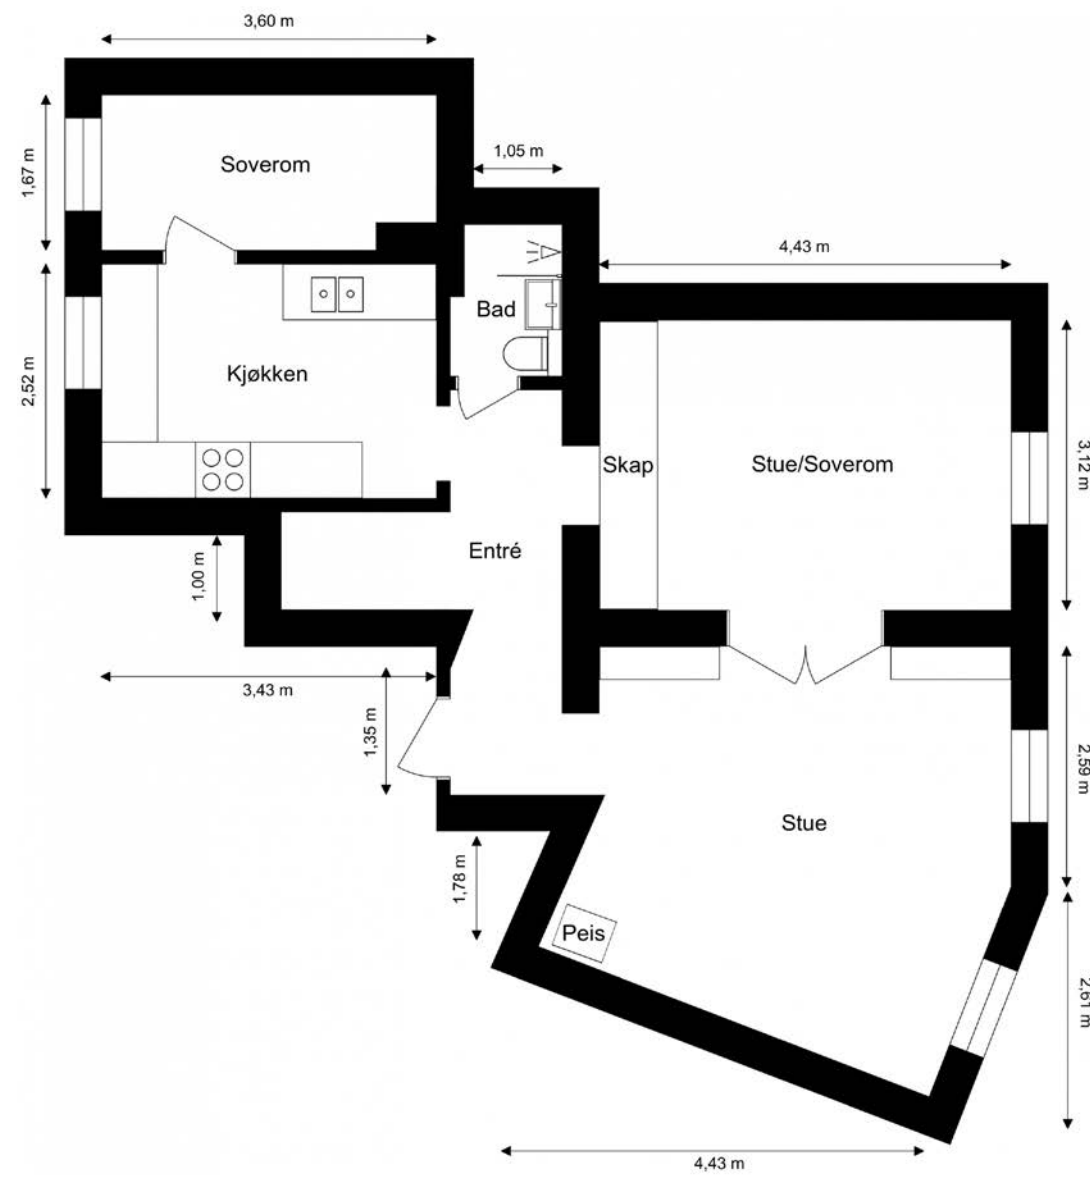 3,60 m
1,67 m
Soverom
1,05 m
4,43 m
2,52 m
Bad
Kjøkken
3,12 m
Skap
Stue/Soverom
Entré
1,00 m
3,43 m
1,35 m
2,59 m
Stue
1,78 m
Peis
2,61 m
4,43 m